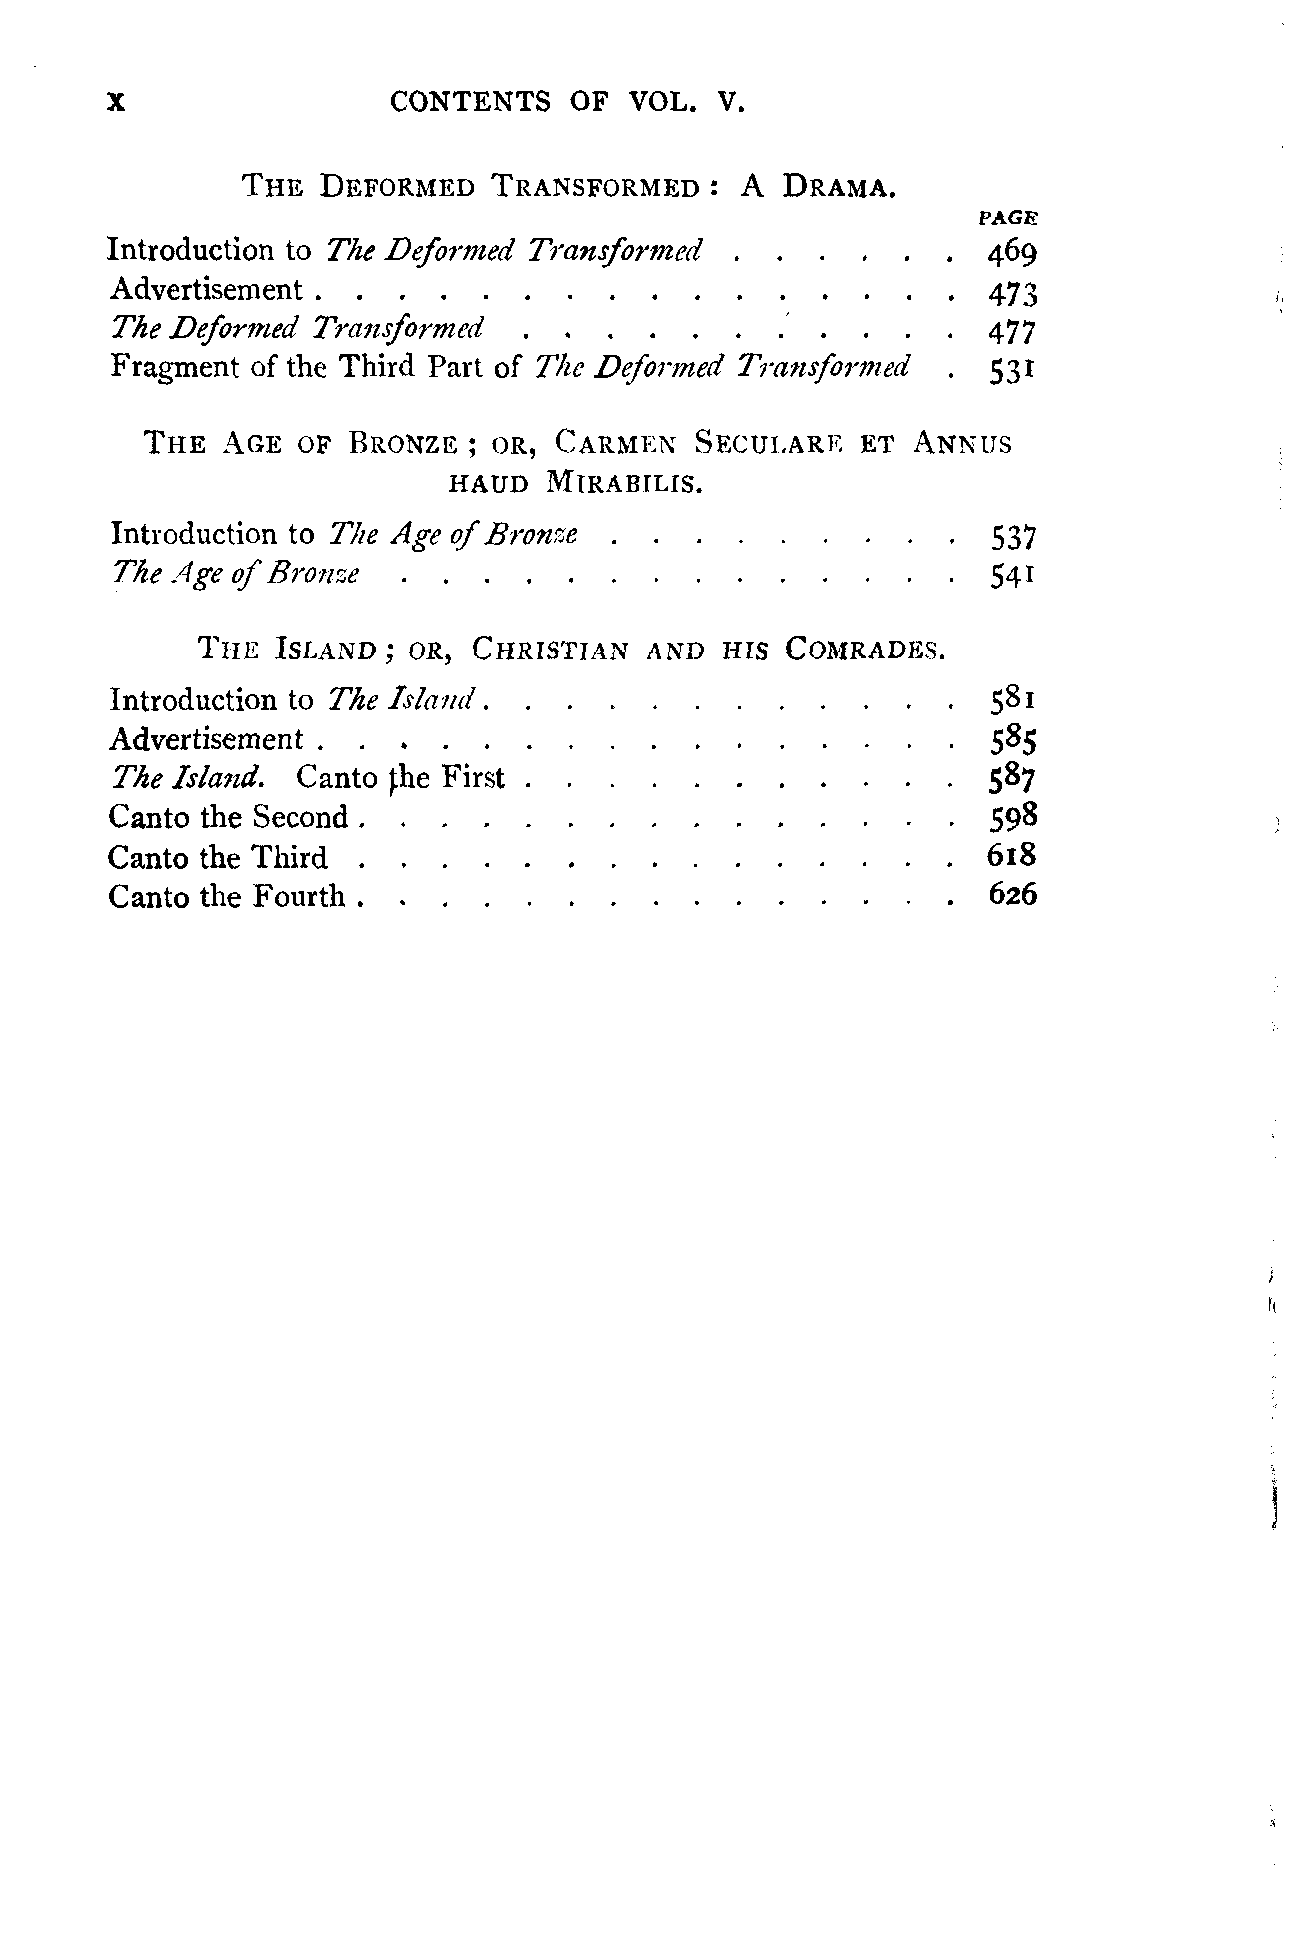 x CONTENTS OF VOL. V.
THE DEFORMED TRANSFORMED : A DRAMA.
PAGE
Introduction to The Deformed Transformed . . . . . . 469
Advertisement . . . . . . . . . . . . . . . . 473
The Deformed Transformed . . . . . . . . . . . 477
Fragment of the Third Part of The Deformed Transformed . 531
THE AGE OF BRONZE ; OR, CARMEN SECULARE ET ANNUS
HAUD MIRABILIS.
Introduction to The Age of Bronze . . . . . . . . . 537
The Age of Bronze . . . . . . . . . . . . . . 541
THE ISLAND ; OR, CHRISTIAN AND HIS COMRADES.
Introduction to The Island . . . . . . . . . . . . 581
Advertisement . . . . . . . . . . . . . . . . 585
The Island. Canto the First . . . . . . . . . . . 587
Canto the Second . . . . . . . . . . . . . . . 598
Canto the Third . . . . . . . . . . . . . . . 618
Canto the Fourth . . . . . . . . . . . . . . . 626